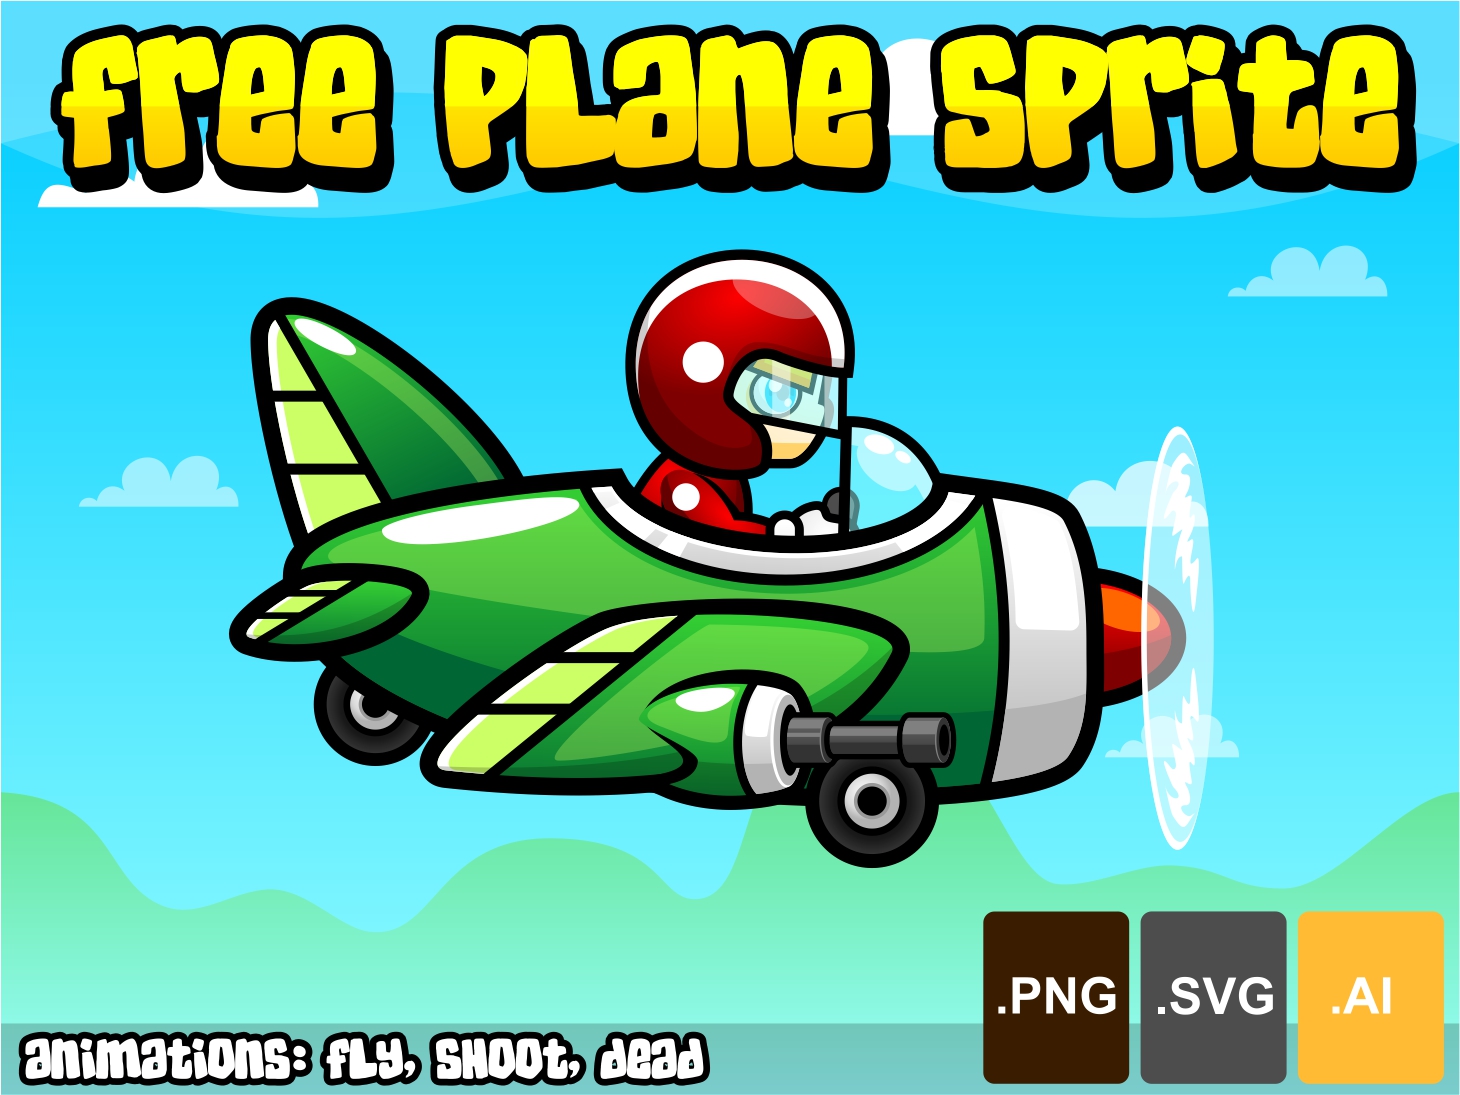 free plane sprite
.PNG
.SVG
.AI
animations: fly, shoot, dead